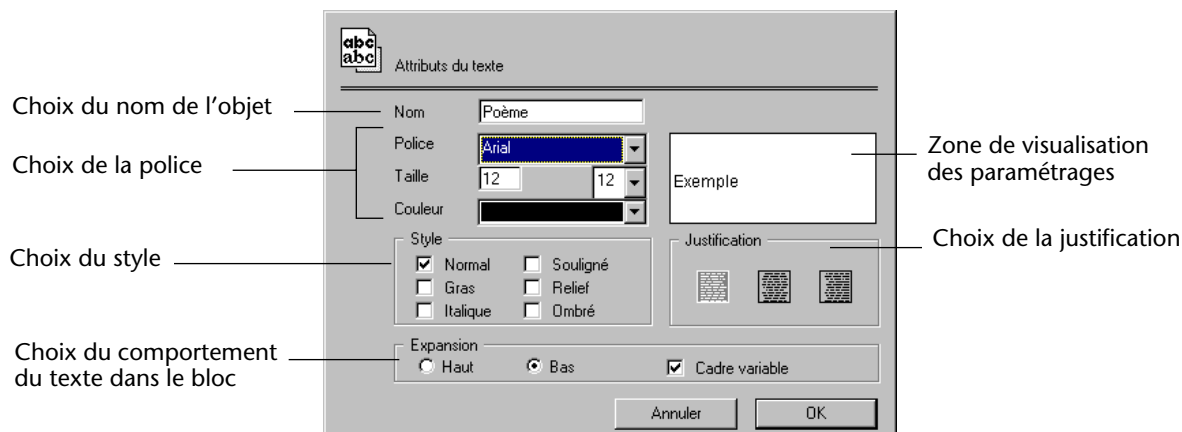 abc
abc
Attributs du texte
Choix du nom de l'objet
Nom
Poème
Choix de la police
Police
Arial
Taille
12
12
Couleur
Exemple
Zone de visualisation
des paramétrages
Choix du style
Style
Normal
Souligné
Gras
Relief
Italique
Ombré
Justification
Choix de la justification
Choix du comportement
du texte dans le bloc
Expansion
Haut
Bas
Cadre variable
Annuler
OK